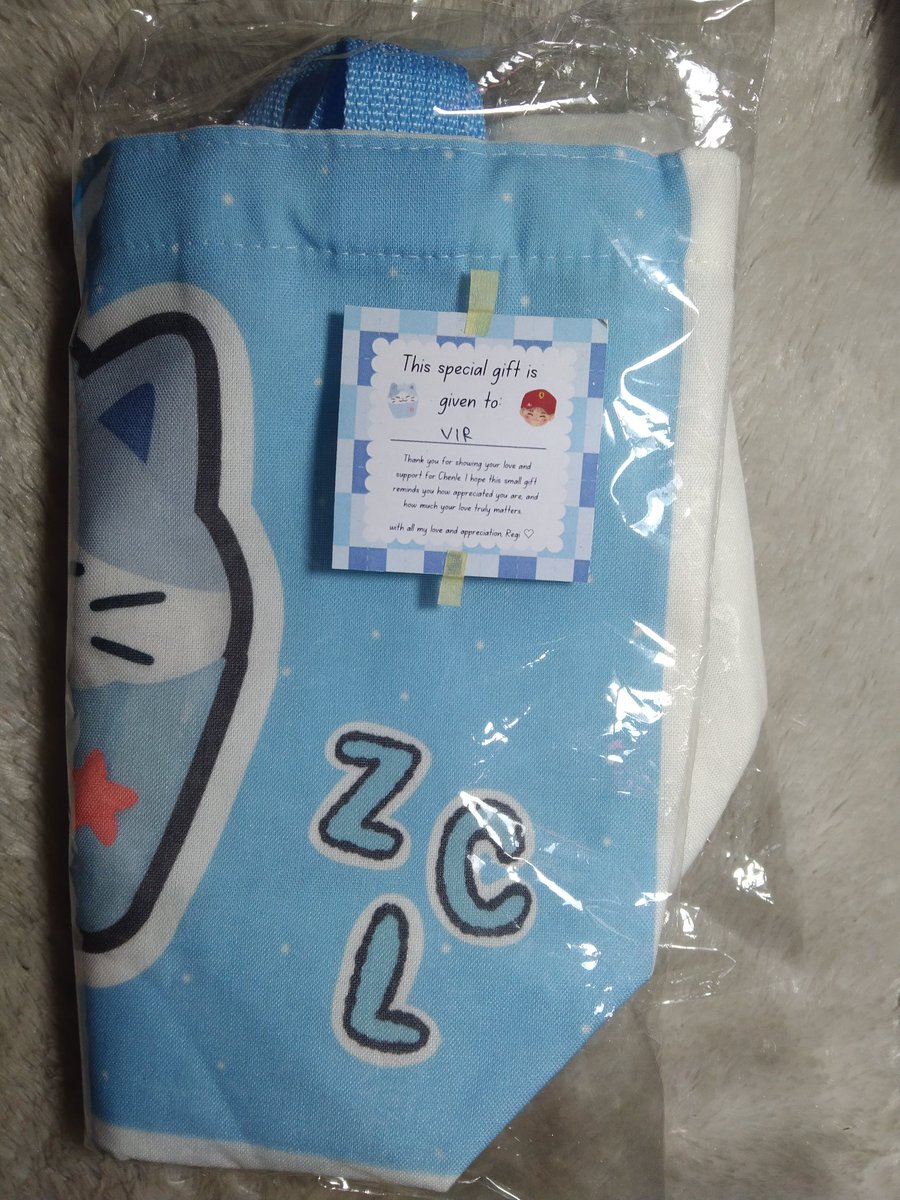 This special gift is
given to:
VIR
Thank you for showing your love and
support for Chenle. I hope this small gift
reminds you how appreciated you are, and
how much your love truly matters.
with all my love and appreciation, Regi ♡
Z
C
L